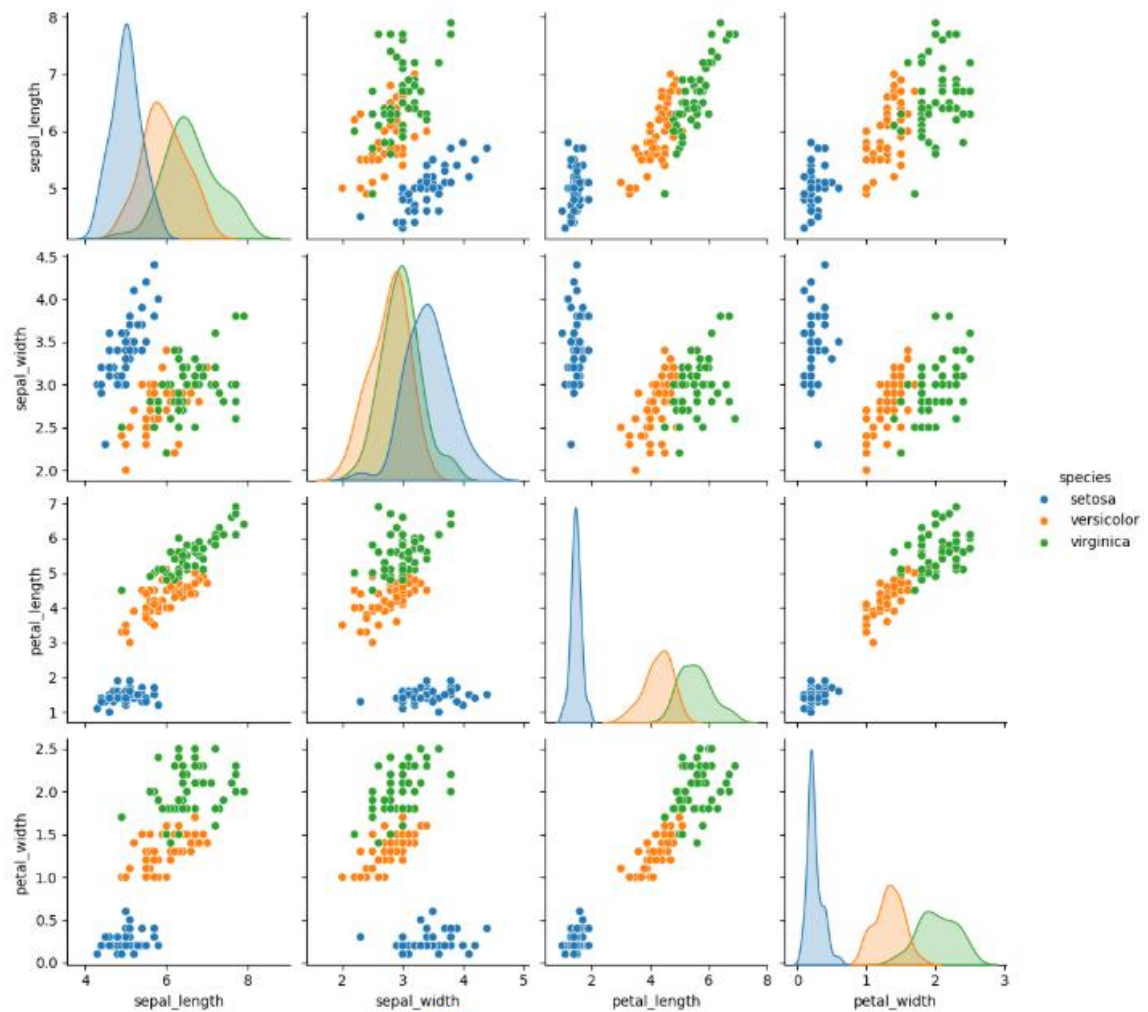 8
7
6
5
sepal_length
4.5
4.0
3.5
3.0
2.5
2.0
sepal_width
7
6
5
4
3
2
1
petal_length
2.5
2.0
1.5
1.0
0.5
0.0
petal_width
4 6 8
sepal_length
2 3 4 5
sepal_width
2 4 6 8
petal_length
0 1 2 3
petal_width
species
setosa
versicolor
virginica